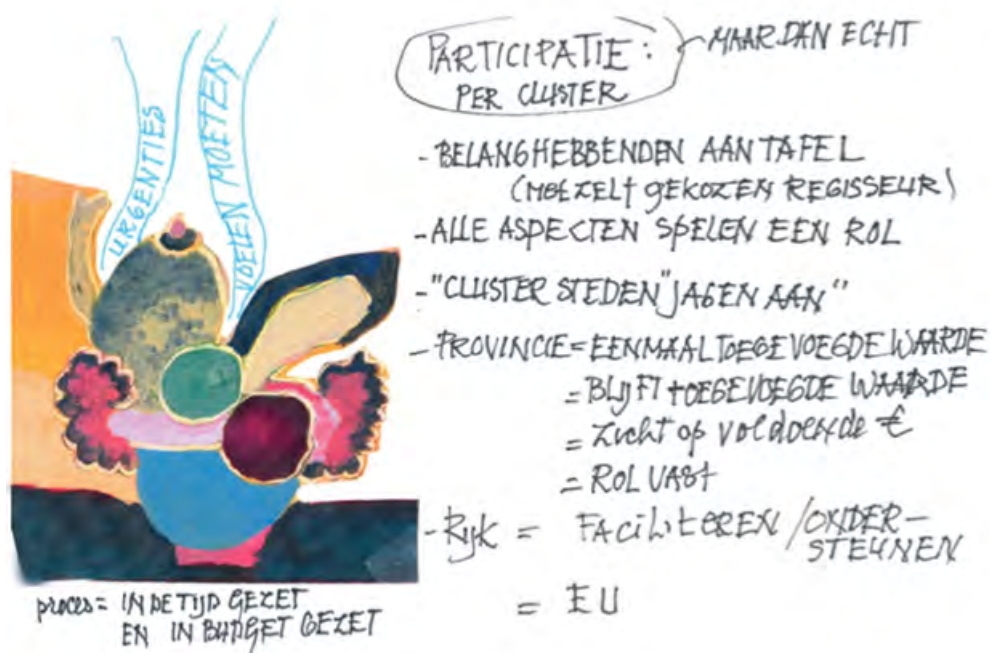 URGENTIES
VOELEN MOETEN
PARTICIPATIE:
PER CLUSTER
MAAR DAN ECHT
- BELANGHEBBENDEN AAN TAFEL
(MET ZELF GEKOZEN REGISSEUR)
- ALLE ASPECTEN SPELEN EEN ROL
- "CLUSTER STEDEN" JAGEN AAN"
- PROVINCIE = EENMAAL TOEGEVOEGDE WAARDE
= BLIJFT TOEGEVOEGDE WAARDE
= Zicht op voldoende €
= ROL VAST
- Rijk = FACILITEREN / ONDER-
STEUNEN
= EU
proces = IN DE TIJD GEZET
EN IN BUDGET GEZET